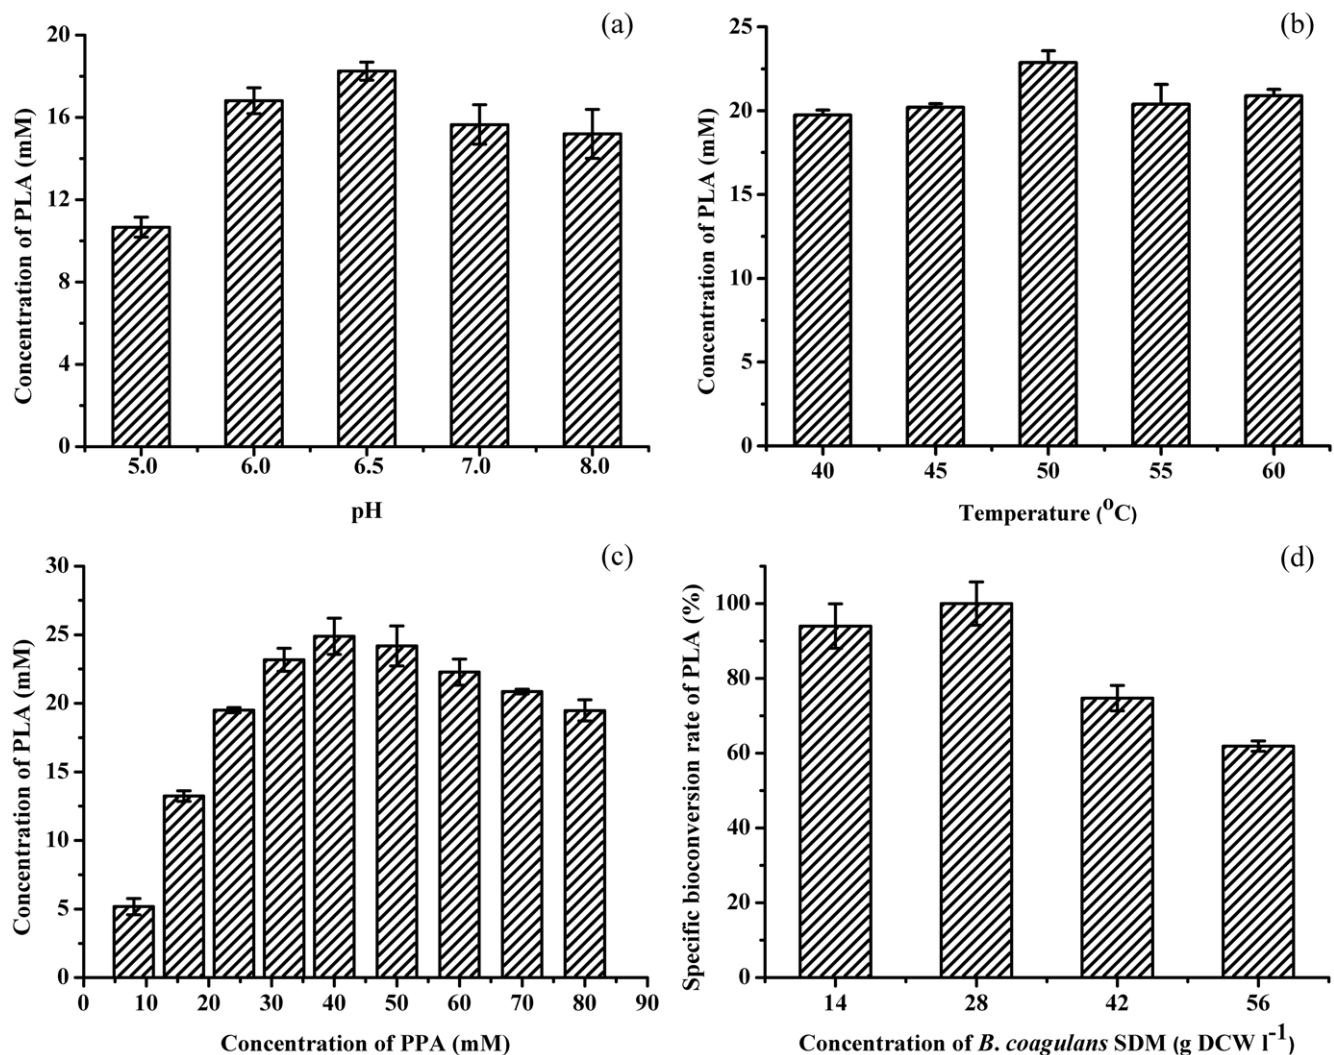 (a)
Concentration of PLA (mM)
20
16
12
8
4
0
5.0 6.0 6.5 7.0 8.0
pH
(b)
Concentration of PLA (mM)
25
20
15
10
5
0
40 45 50 55 60
Temperature (°C)
(c)
Concentration of PLA (mM)
30
25
20
15
10
5
0
0 10 20 30 40 50 60 70 80 90
Concentration of PPA (mM)
(d)
Specific bioconversion rate of PLA (%)
100
80
60
40
20
0
14 28 42 56
Concentration of B. coagulans SDM (g DCW l⁻¹)